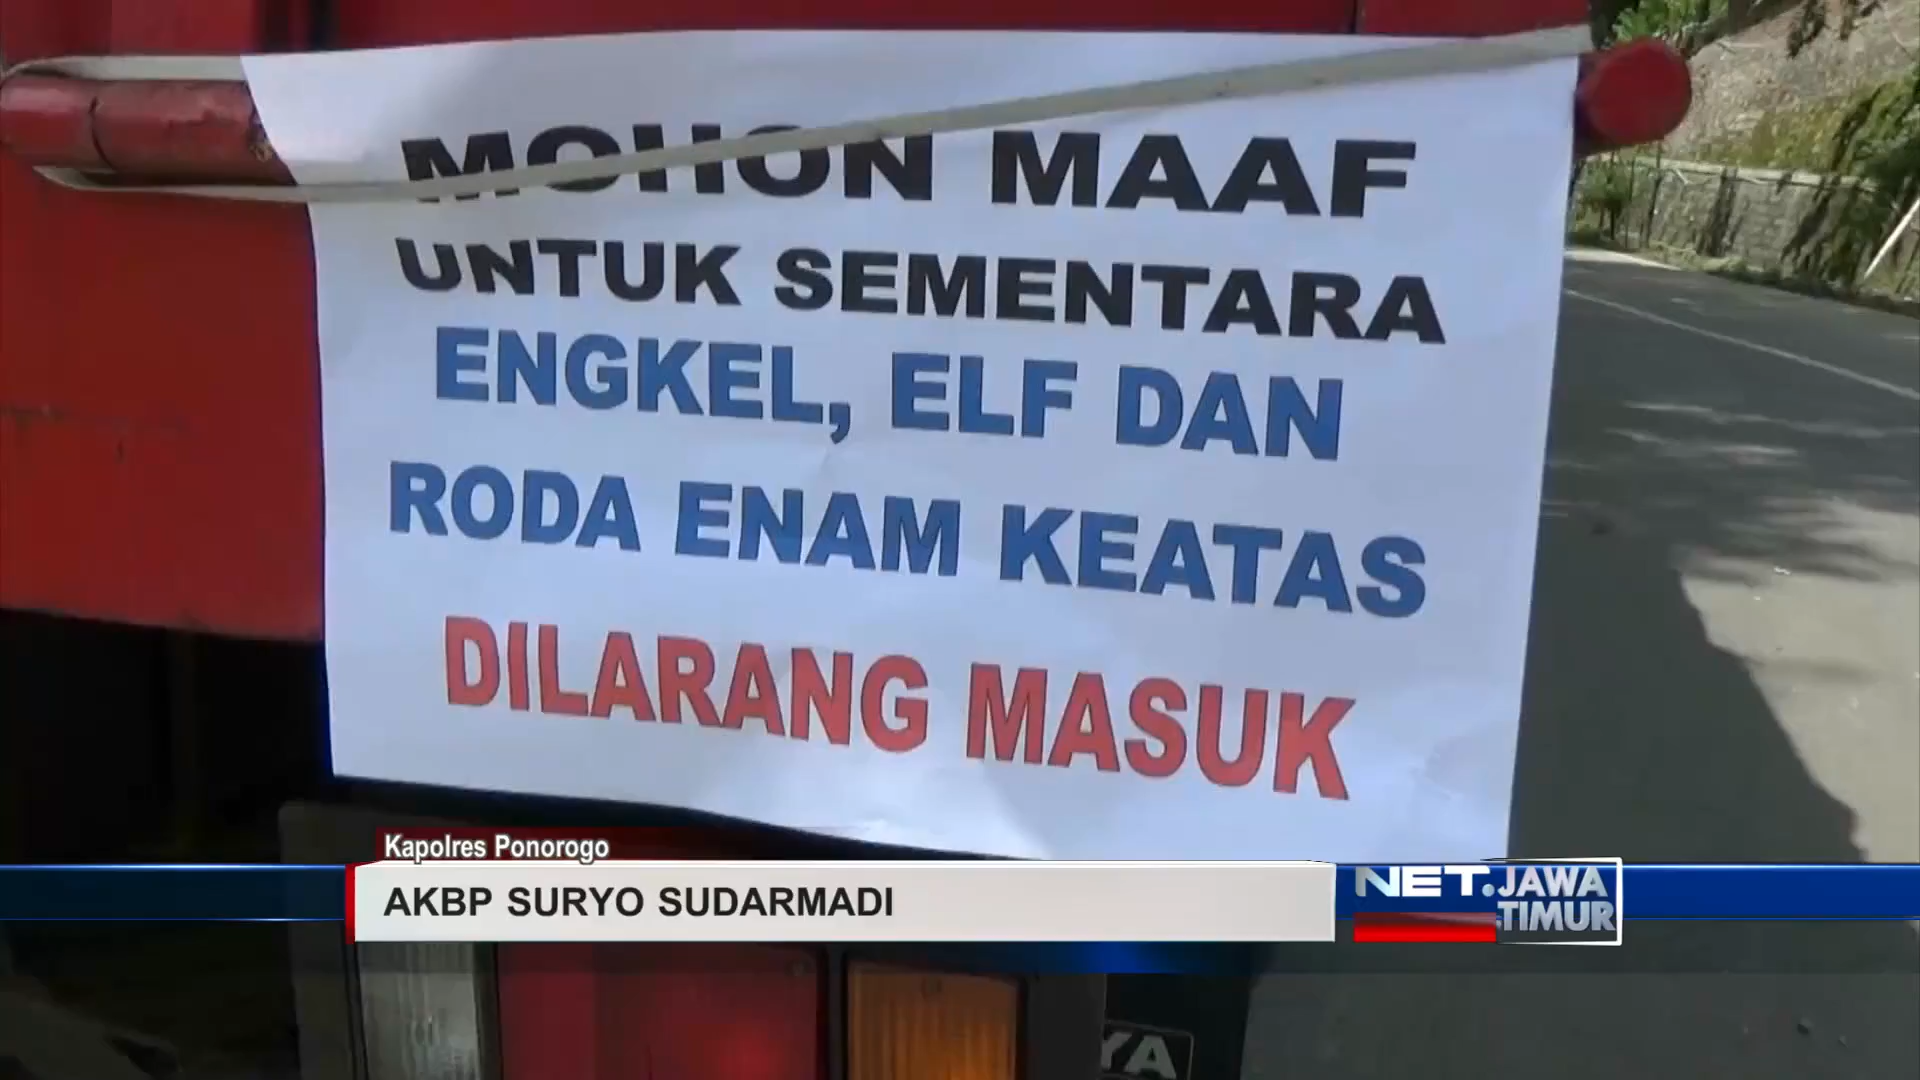 MOHON MAAF
UNTUK SEMENTARA
ENGKEL, ELF DAN
RODA ENAM KEATAS
DILARANG MASUK
Kapolres Ponorogo
AKBP SURYO SUDARMADI
NET. JAWA
TIMUR